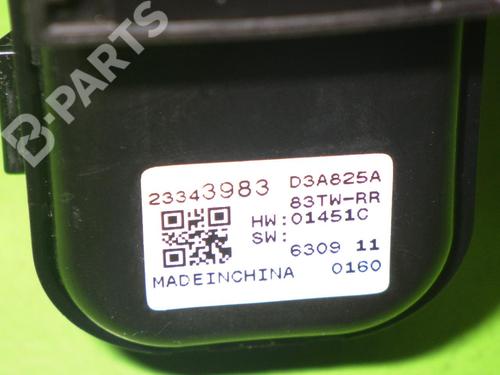 B-PARTS
23343983 D3A825A
83TW-RR
HW: 01451C
SW:
6309 11
MADEINCHINA 0160